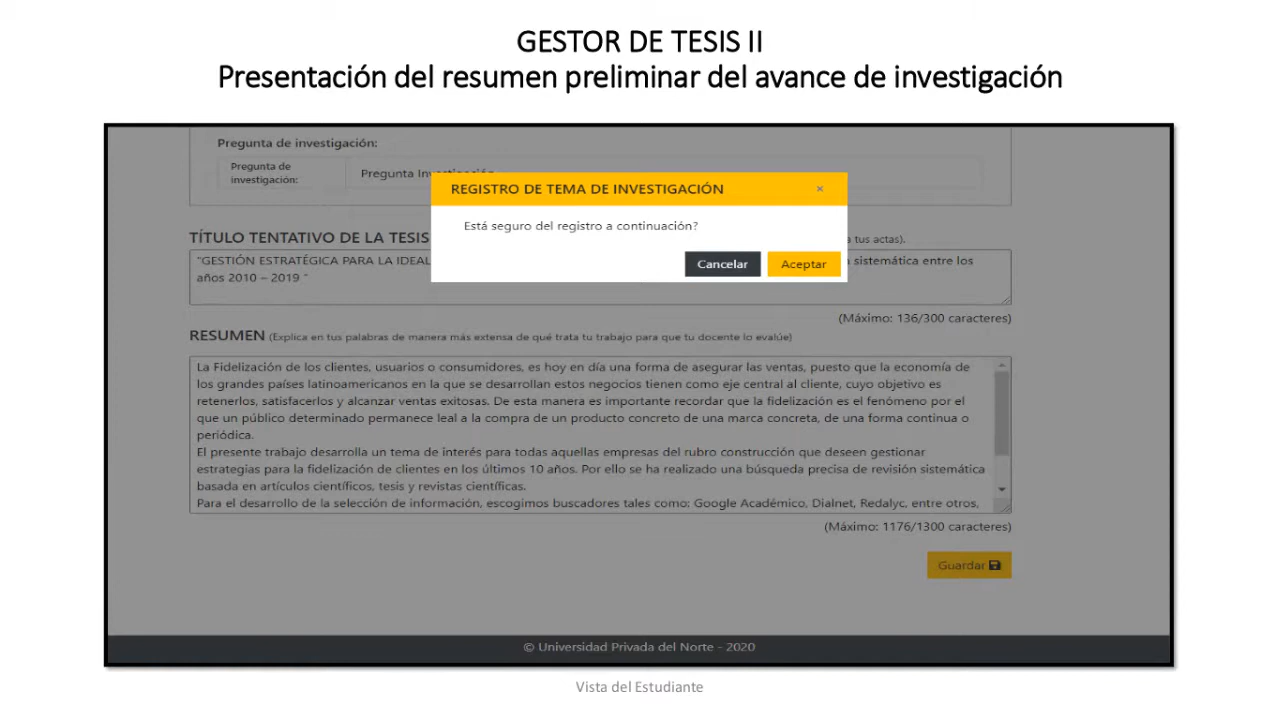 GESTOR DE TESIS II
Presentación del resumen preliminar del avance de investigación
Pregunta de investigación:
Pregunta de
investigación:
Pregunta
REGISTRO DE TEMA DE INVESTIGACIÓN
×
Está seguro del registro a continuación?
Cancelar
Aceptar
TÍTULO TENTATIVO DE LA TESIS
tus actas).
"GESTIÓN ESTRATÉGICA PARA LA
sistemática entre los
años 2010 – 2019 "
(Máximo: 136/300 caracteres)
RESUMEN (Explica en tus palabras de manera más extensa de qué trata tu trabajo para que tu docente lo evalúe)
La Fidelización de los clientes, usuarios o consumidores, es hoy en día una forma de asegurar las ventas, puesto que la economía de
los grandes países latinoamericanos en la que se desarrollan estos negocios tienen como eje central al cliente, cuyo objetivo es
retenerlos, satisfacerlos y alcanzar ventas exitosas. De esta manera es importante recordar que la fidelización es el fenómeno por el
que un público determinado permanece leal a la compra de un producto concreto de una marca concreta, de una forma continua o
periódica.
El presente trabajo desarrolla un tema de interés para todas aquellas empresas del rubro construcción que deseen gestionar
estrategias para la fidelización de clientes en los últimos 10 años. Por ello se ha realizado una búsqueda precisa de revisión sistemática
basada en artículos científicos, tesis y revistas científicas.
Para el desarrollo de la selección de información, escogimos buscadores tales como: Google Académico, Dialnet, Redalyc, entre otros,
(Máximo: 1176/1300 caracteres)
Guardar
© Universidad Privada del Norte - 2020
Vista del Estudiante